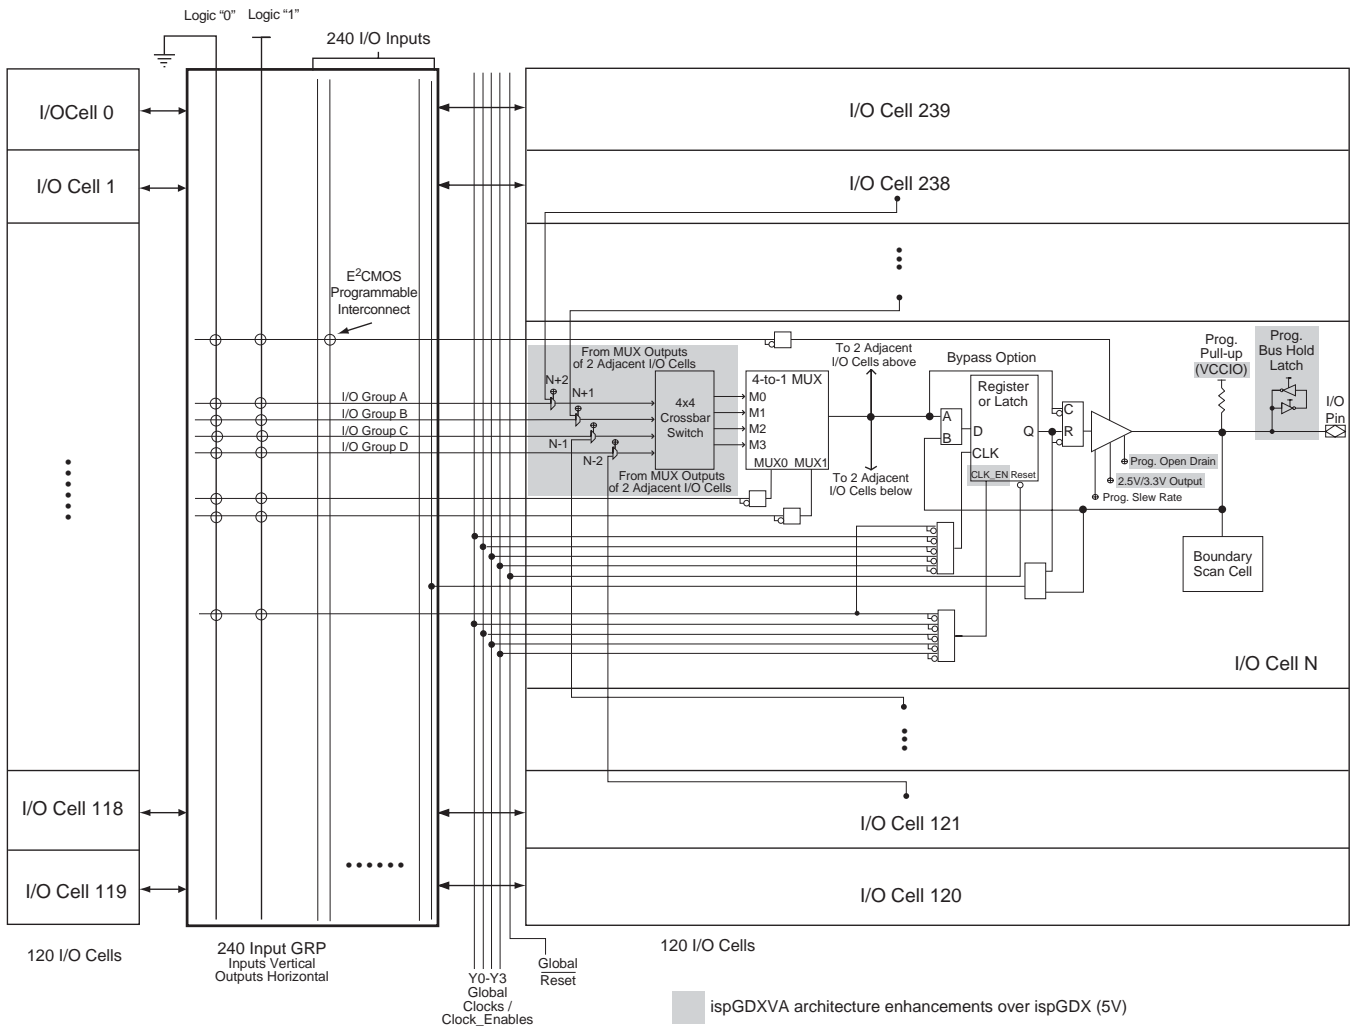 Logic “0”
Logic “1”
240 I/O Inputs
I/OCell 0
I/O Cell 239
I/O Cell 1
I/O Cell 238
E2CMOS
Programmable
Interconnect
From MUX Outputs
of 2 Adjacent I/O Cells
To 2 Adjacent
I/O Cells above
Bypass Option
Prog.
Pull-up
(VCCIO)
Prog.
Bus Hold
Latch
N+2
N+1
4x4
Crossbar
Switch
4-to-1 MUX
M0
M1
M2
M3
MUX0 MUX1
Register
or Latch
A
B
D
Q
CLK
CLK_EN
Reset
C
R
I/O
Pin
I/O Group A
I/O Group B
I/O Group C
I/O Group D
N-1
N-2
From MUX Outputs
of 2 Adjacent I/O Cells
To 2 Adjacent
I/O Cells below
Prog. Open Drain
2.5V/3.3V Output
Prog. Slew Rate
Boundary
Scan Cell
I/O Cell N
I/O Cell 118
I/O Cell 121
I/O Cell 119
I/O Cell 120
120 I/O Cells
240 Input GRP
Inputs Vertical
Outputs Horizontal
Y0-Y3
Global
Clocks /
Clock_Enables
Global
Reset
120 I/O Cells
ispGDXVA architecture enhancements over ispGDX (5V)